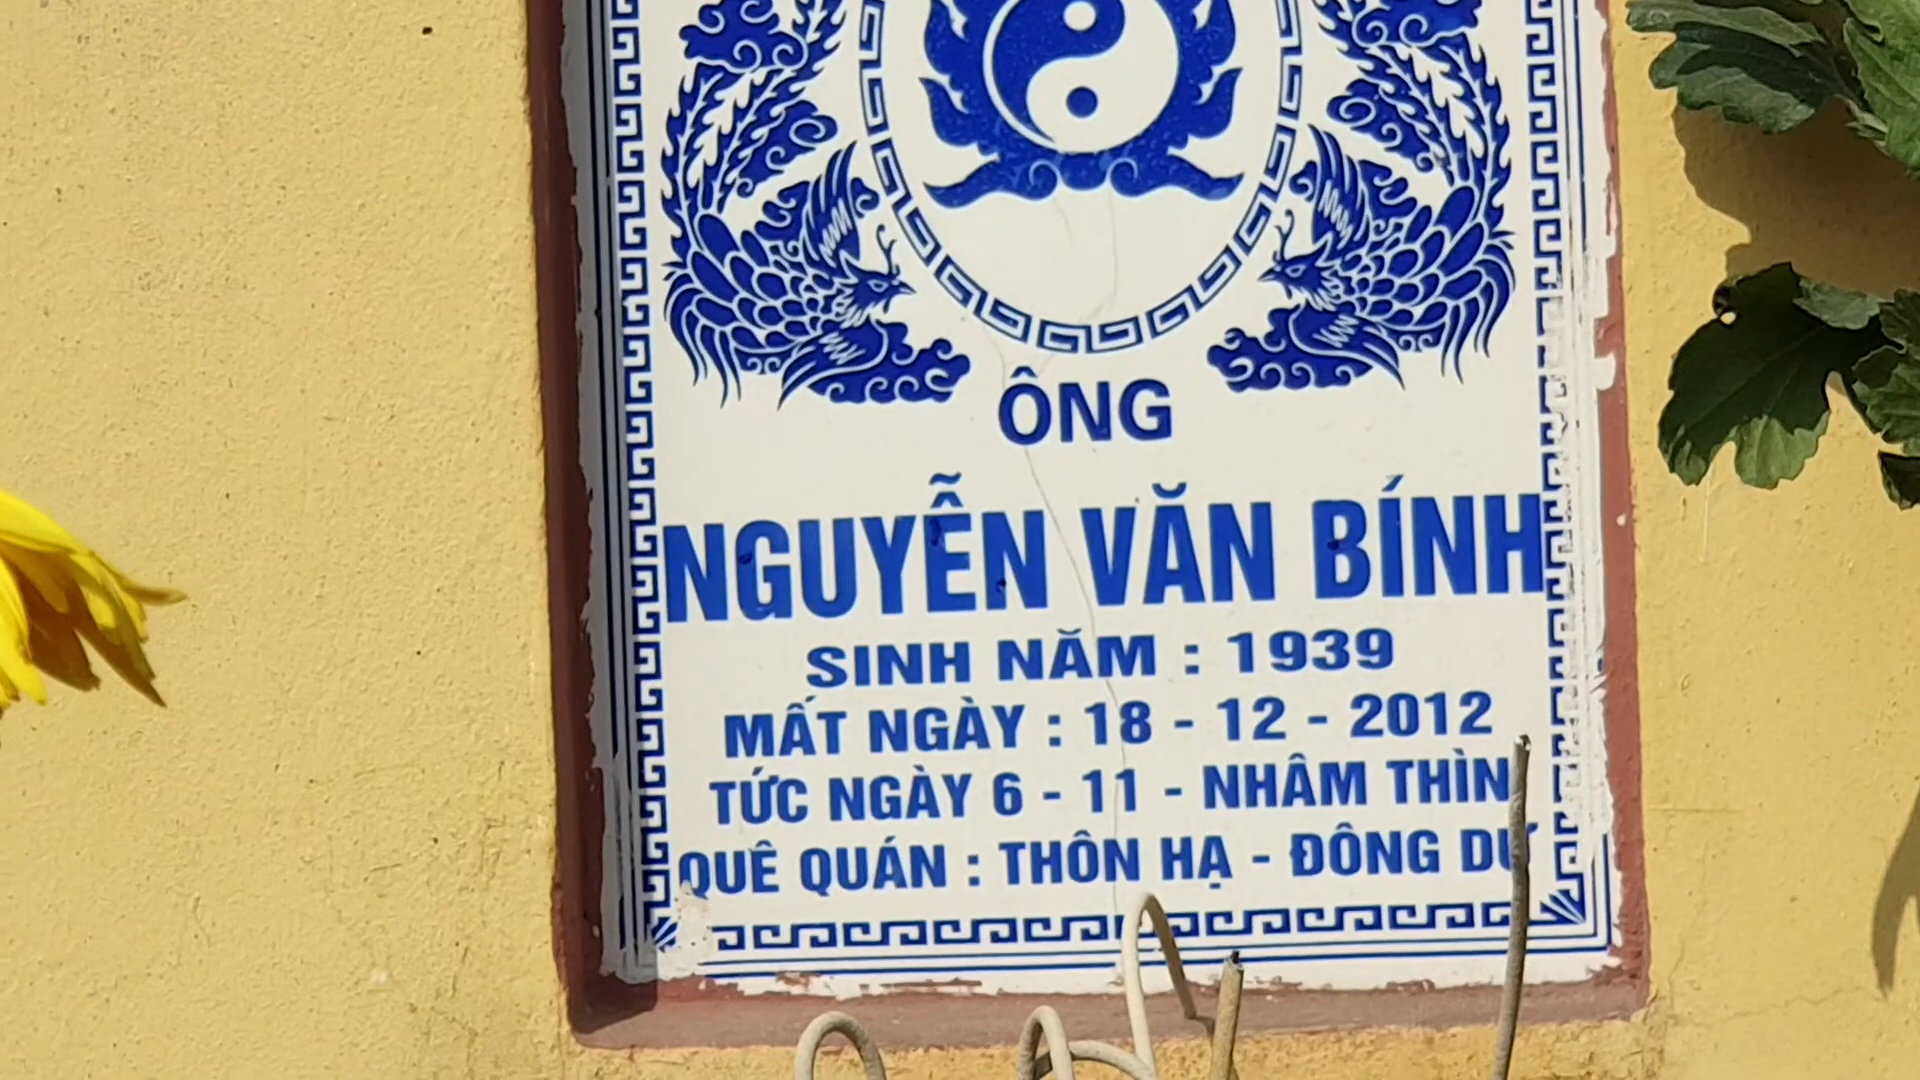 ÔNG
NGUYỄN VĂN BÍNH
SINH NĂM : 1939
MẤT NGÀY : 18 - 12 - 2012
TỨC NGÀY 6 - 11 - NHÂM THÌN
QUÊ QUÁN : THÔN HẠ - ĐÔNG DƯ